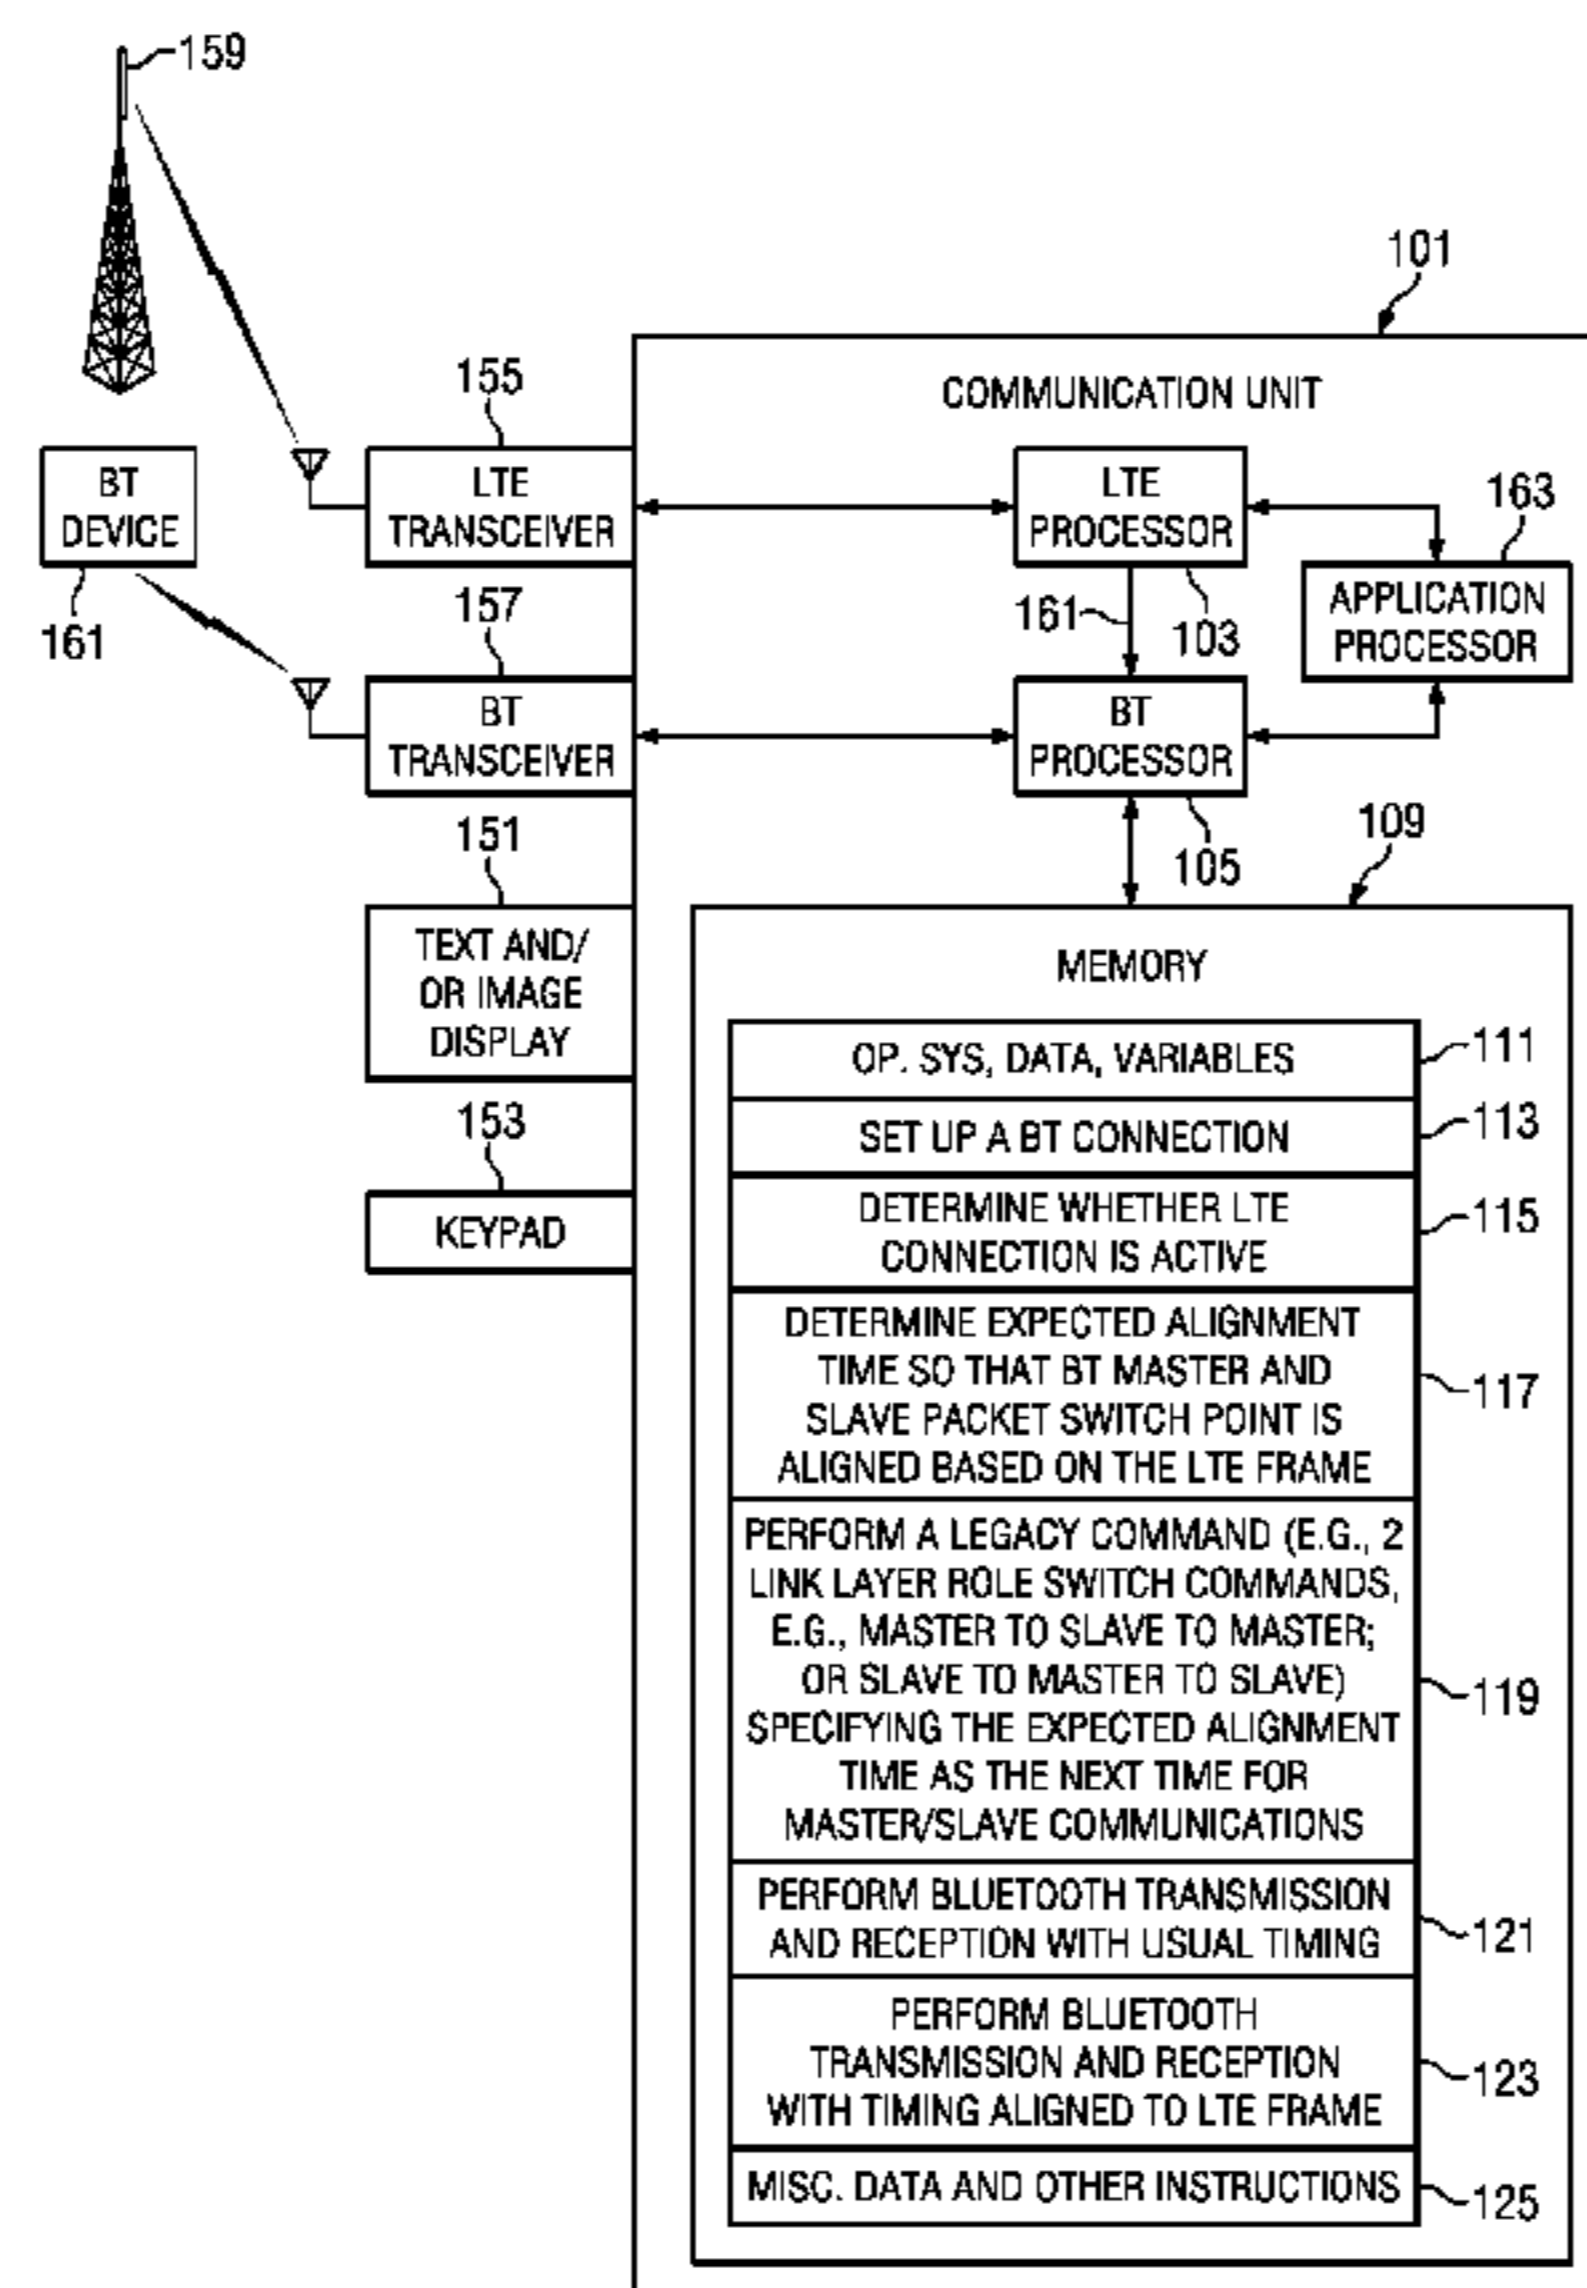 159
101
COMMUNICATION UNIT
155
BT
DEVICE
161
LTE
TRANSCEIVER
LTE
PROCESSOR
163
APPLICATION
PROCESSOR
157
161
103
BT
TRANSCEIVER
BT
PROCESSOR
151
105
109
TEXT AND/
OR IMAGE
DISPLAY
153
KEYPAD
MEMORY
OP. SYS, DATA, VARIABLES
111
SET UP A BT CONNECTION
113
DETERMINE WHETHER LTE
CONNECTION IS ACTIVE
115
DETERMINE EXPECTED ALIGNMENT
TIME SO THAT BT MASTER AND
SLAVE PACKET SWITCH POINT IS
ALIGNED BASED ON THE LTE FRAME
117
PERFORM A LEGACY COMMAND (E.G., 2
LINK LAYER ROLE SWITCH COMMANDS,
E.G., MASTER TO SLAVE TO MASTER;
OR SLAVE TO MASTER TO SLAVE)
SPECIFYING THE EXPECTED ALIGNMENT
TIME AS THE NEXT TIME FOR
MASTER/SLAVE COMMUNICATIONS
119
PERFORM BLUETOOTH TRANSMISSION
AND RECEPTION WITH USUAL TIMING
121
PERFORM BLUETOOTH
TRANSMISSION AND RECEPTION
WITH TIMING ALIGNED TO LTE FRAME
123
MISC. DATA AND OTHER INSTRUCTIONS
125